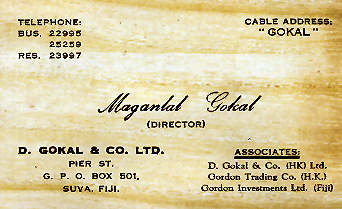 TELEPHONE:
BUS. 22995
25259
RES. 23997
CABLE ADDRESS:
"GOKAL"
Maganlal Gokal
(DIRECTOR)
D. GOKAL & CO. LTD.
PIER ST.
G. P. O. BOX 501,
SUVA, FIJI.
ASSOCIATES:
D. Gokal & Co. (HK) Ltd.
Gordon Trading Co. (H.K.)
Gordon Investments Ltd. (Fiji)